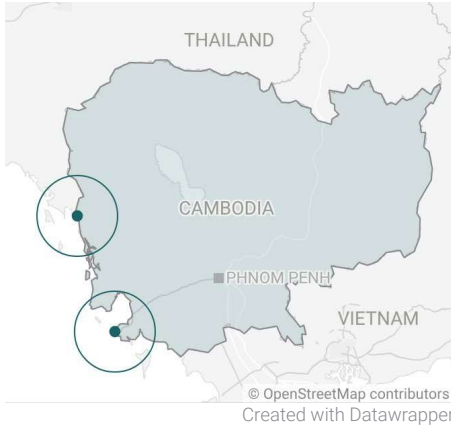 THAILAND
CAMBODIA
PHNOM PENH
VIETNAM
© OpenStreetMap contributors
Created with Datawrapper